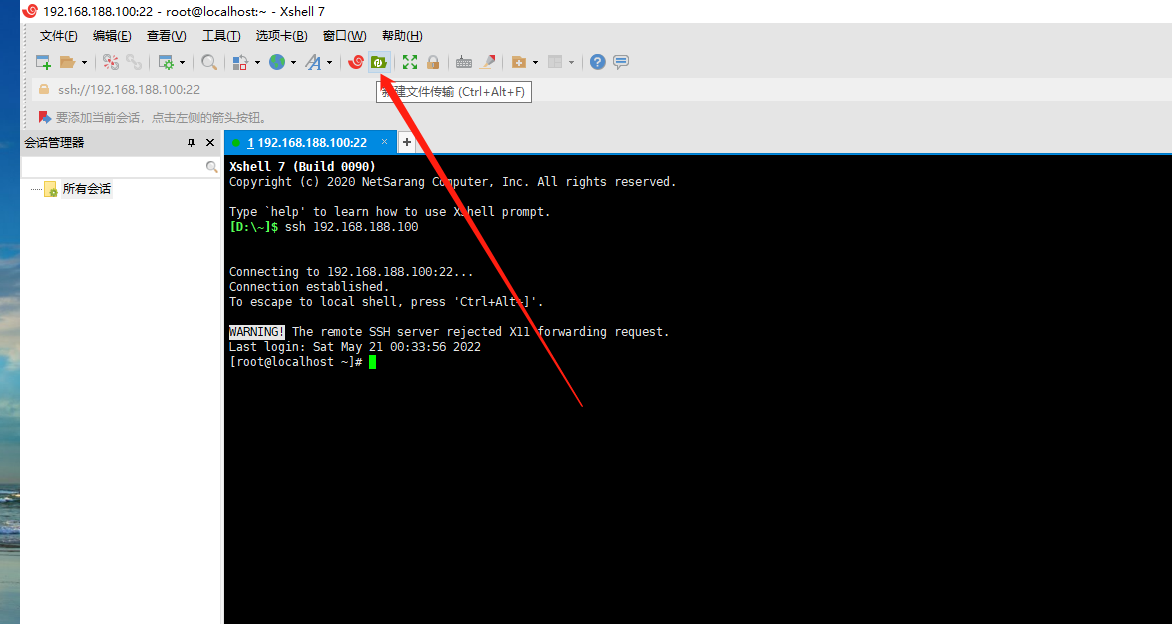 192.168.188.100:22 - root@localhost:~ - Xshell 7
文件(F) 编辑(E) 查看(V) 工具(T) 选项卡(B) 窗口(W) 帮助(H)
ssh://192.168.188.100:22
建文件传输 (Ctrl+Alt+F)
要添加当前会话，点击左侧的箭头按钮。
会话管理器
1 192.168.188.100:22
所有会话
Xshell 7 (Build 0090)
Copyright (c) 2020 NetSarang Computer, Inc. All rights reserved.
Type `help' to learn how to use Xshell prompt.
[D:\~]$ ssh 192.168.188.100
Connecting to 192.168.188.100:22...
Connection established.
To escape to local shell, press 'Ctrl+Alt+]'.
WARNING! The remote SSH server rejected X11 forwarding request.
Last login: Sat May 21 00:33:56 2022
[root@localhost ~]#